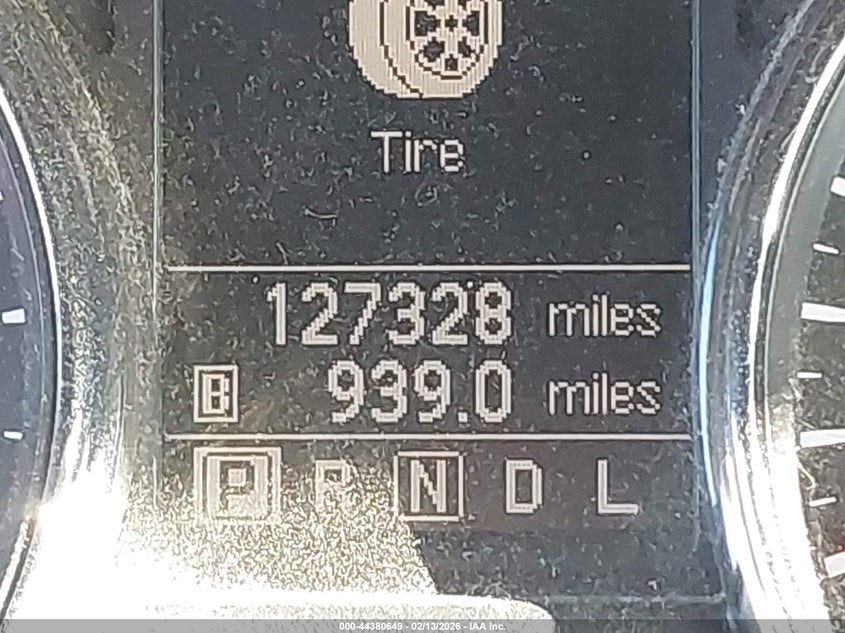 Tire
127328 miles
B 939.0 miles
P R N D L
000-44380649 - 02/13/2026 - IAA Inc.